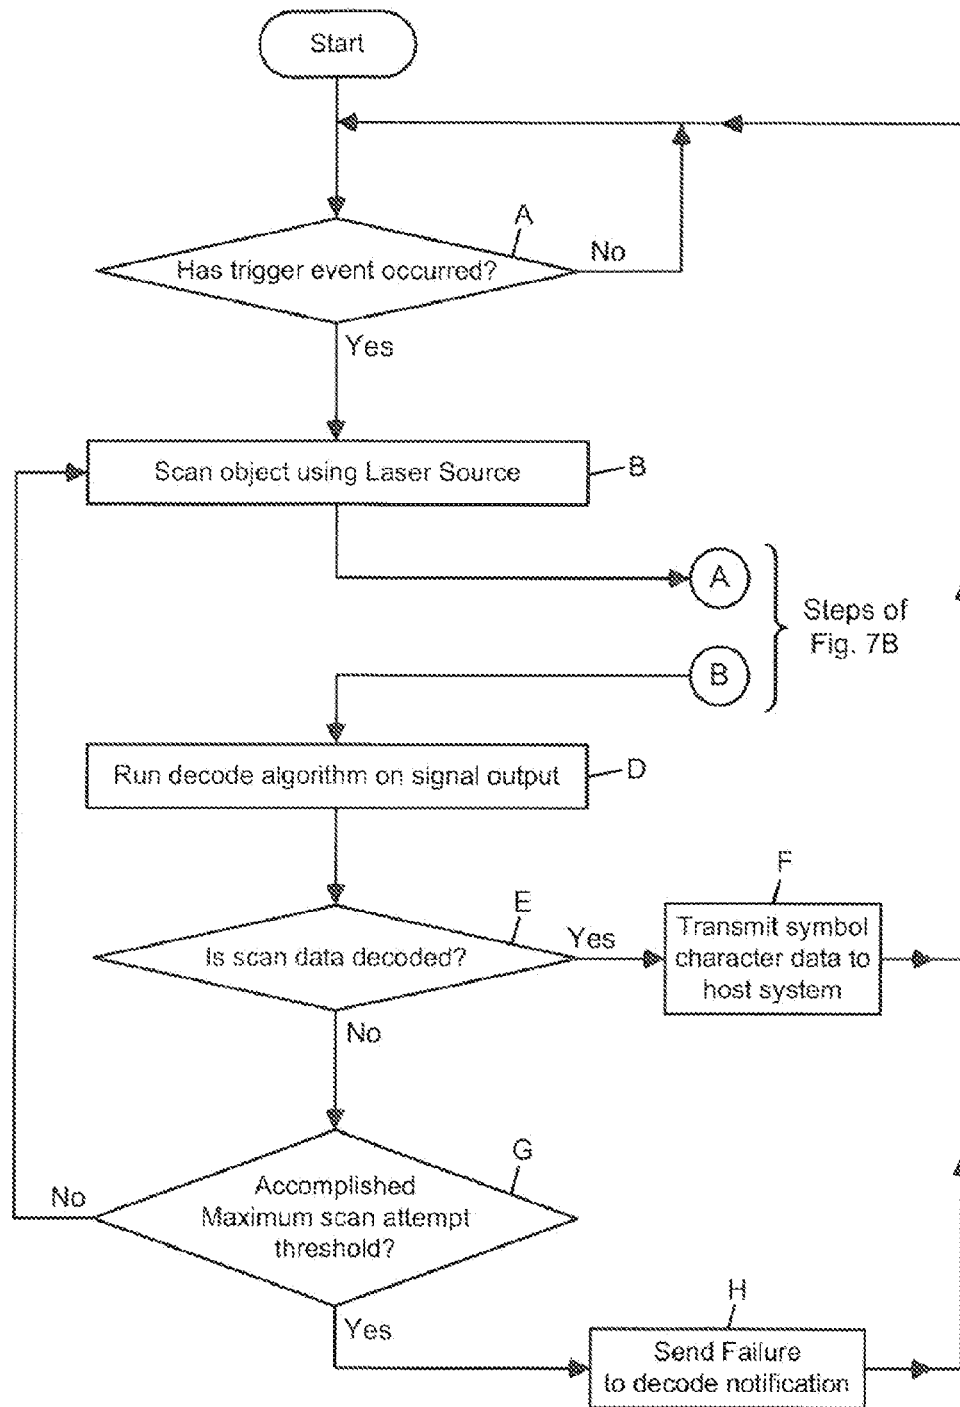 Start
A
Has trigger event occurred?
No
Yes
Scan object using Laser Source
B
A
Steps of
Fig. 7B
B
Run decode algorithm on signal output
D
E
Is scan data decoded?
Yes
F
Transmit symbol
character data to
host system
No
G
Accomplished
Maximum scan attempt
threshold?
No
Yes
H
Send Failure
to decode notification